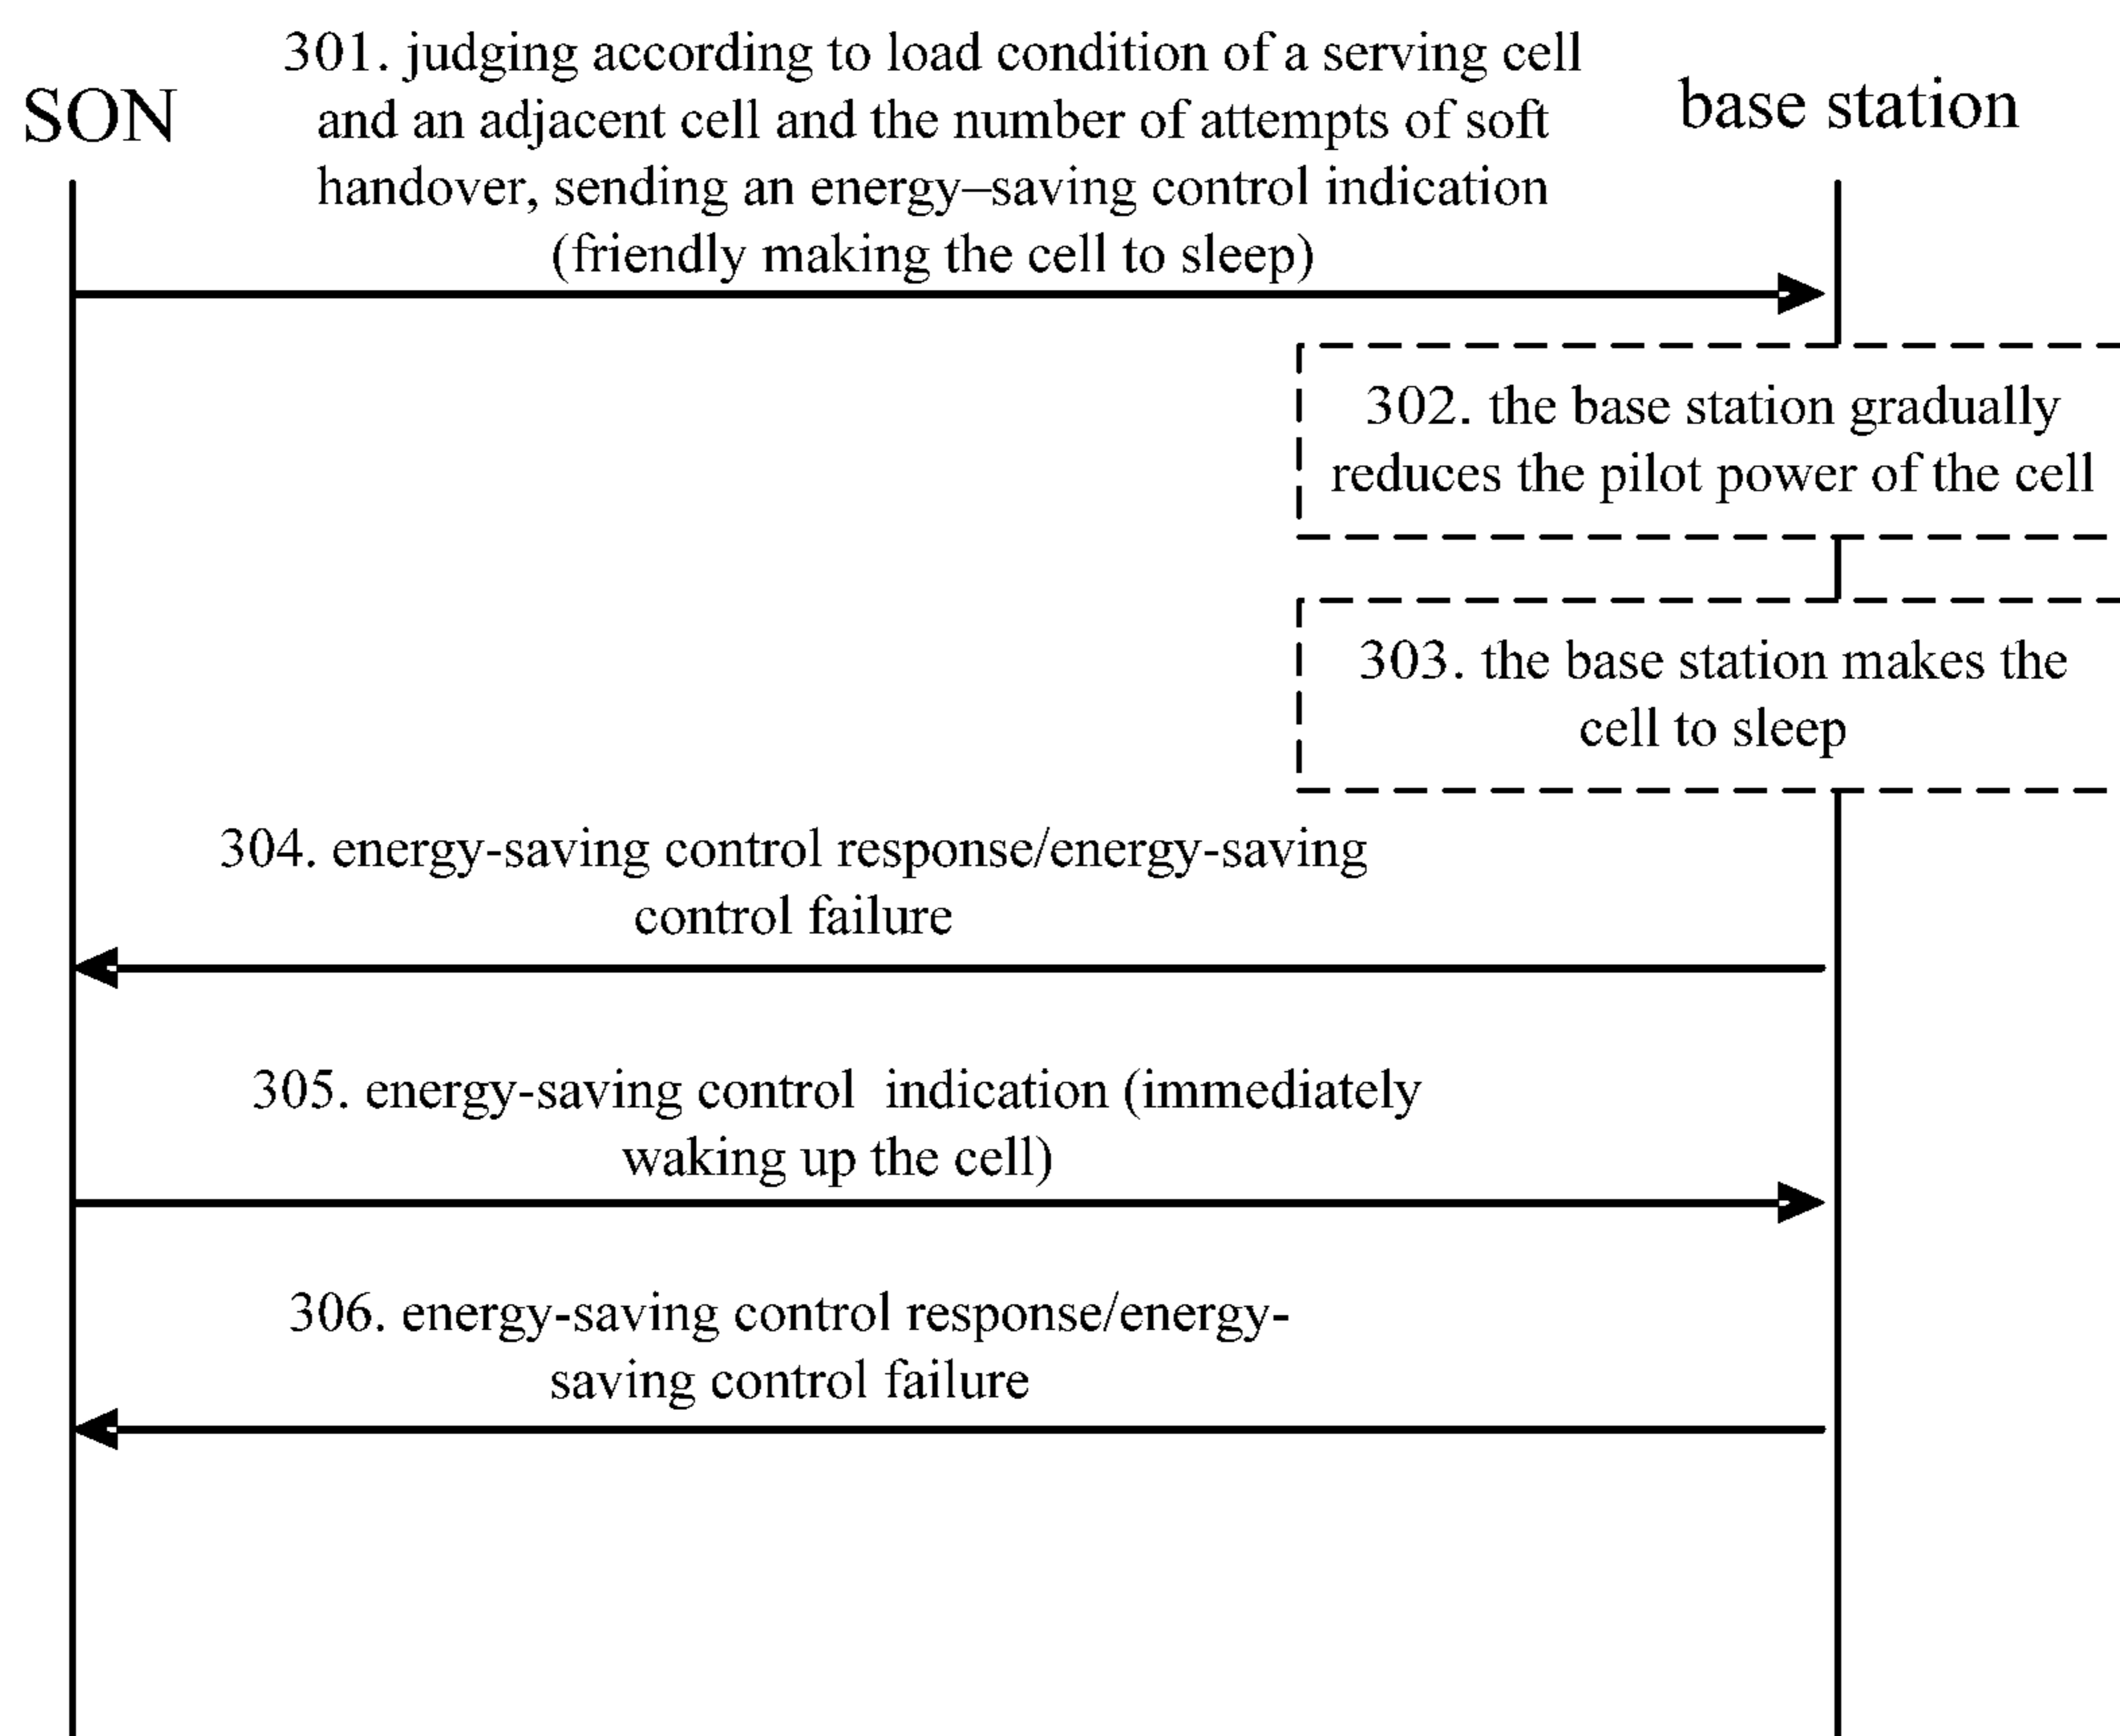 SON
301. judging according to load condition of a serving cell
and an adjacent cell and the number of attempts of soft
handover, sending an energy–saving control indication
(friendly making the cell to sleep)
base station
302. the base station gradually
reduces the pilot power of the cell
303. the base station makes the
cell to sleep
304. energy-saving control response/energy-saving
control failure
305. energy-saving control indication (immediately
waking up the cell)
306. energy-saving control response/energy-
saving control failure